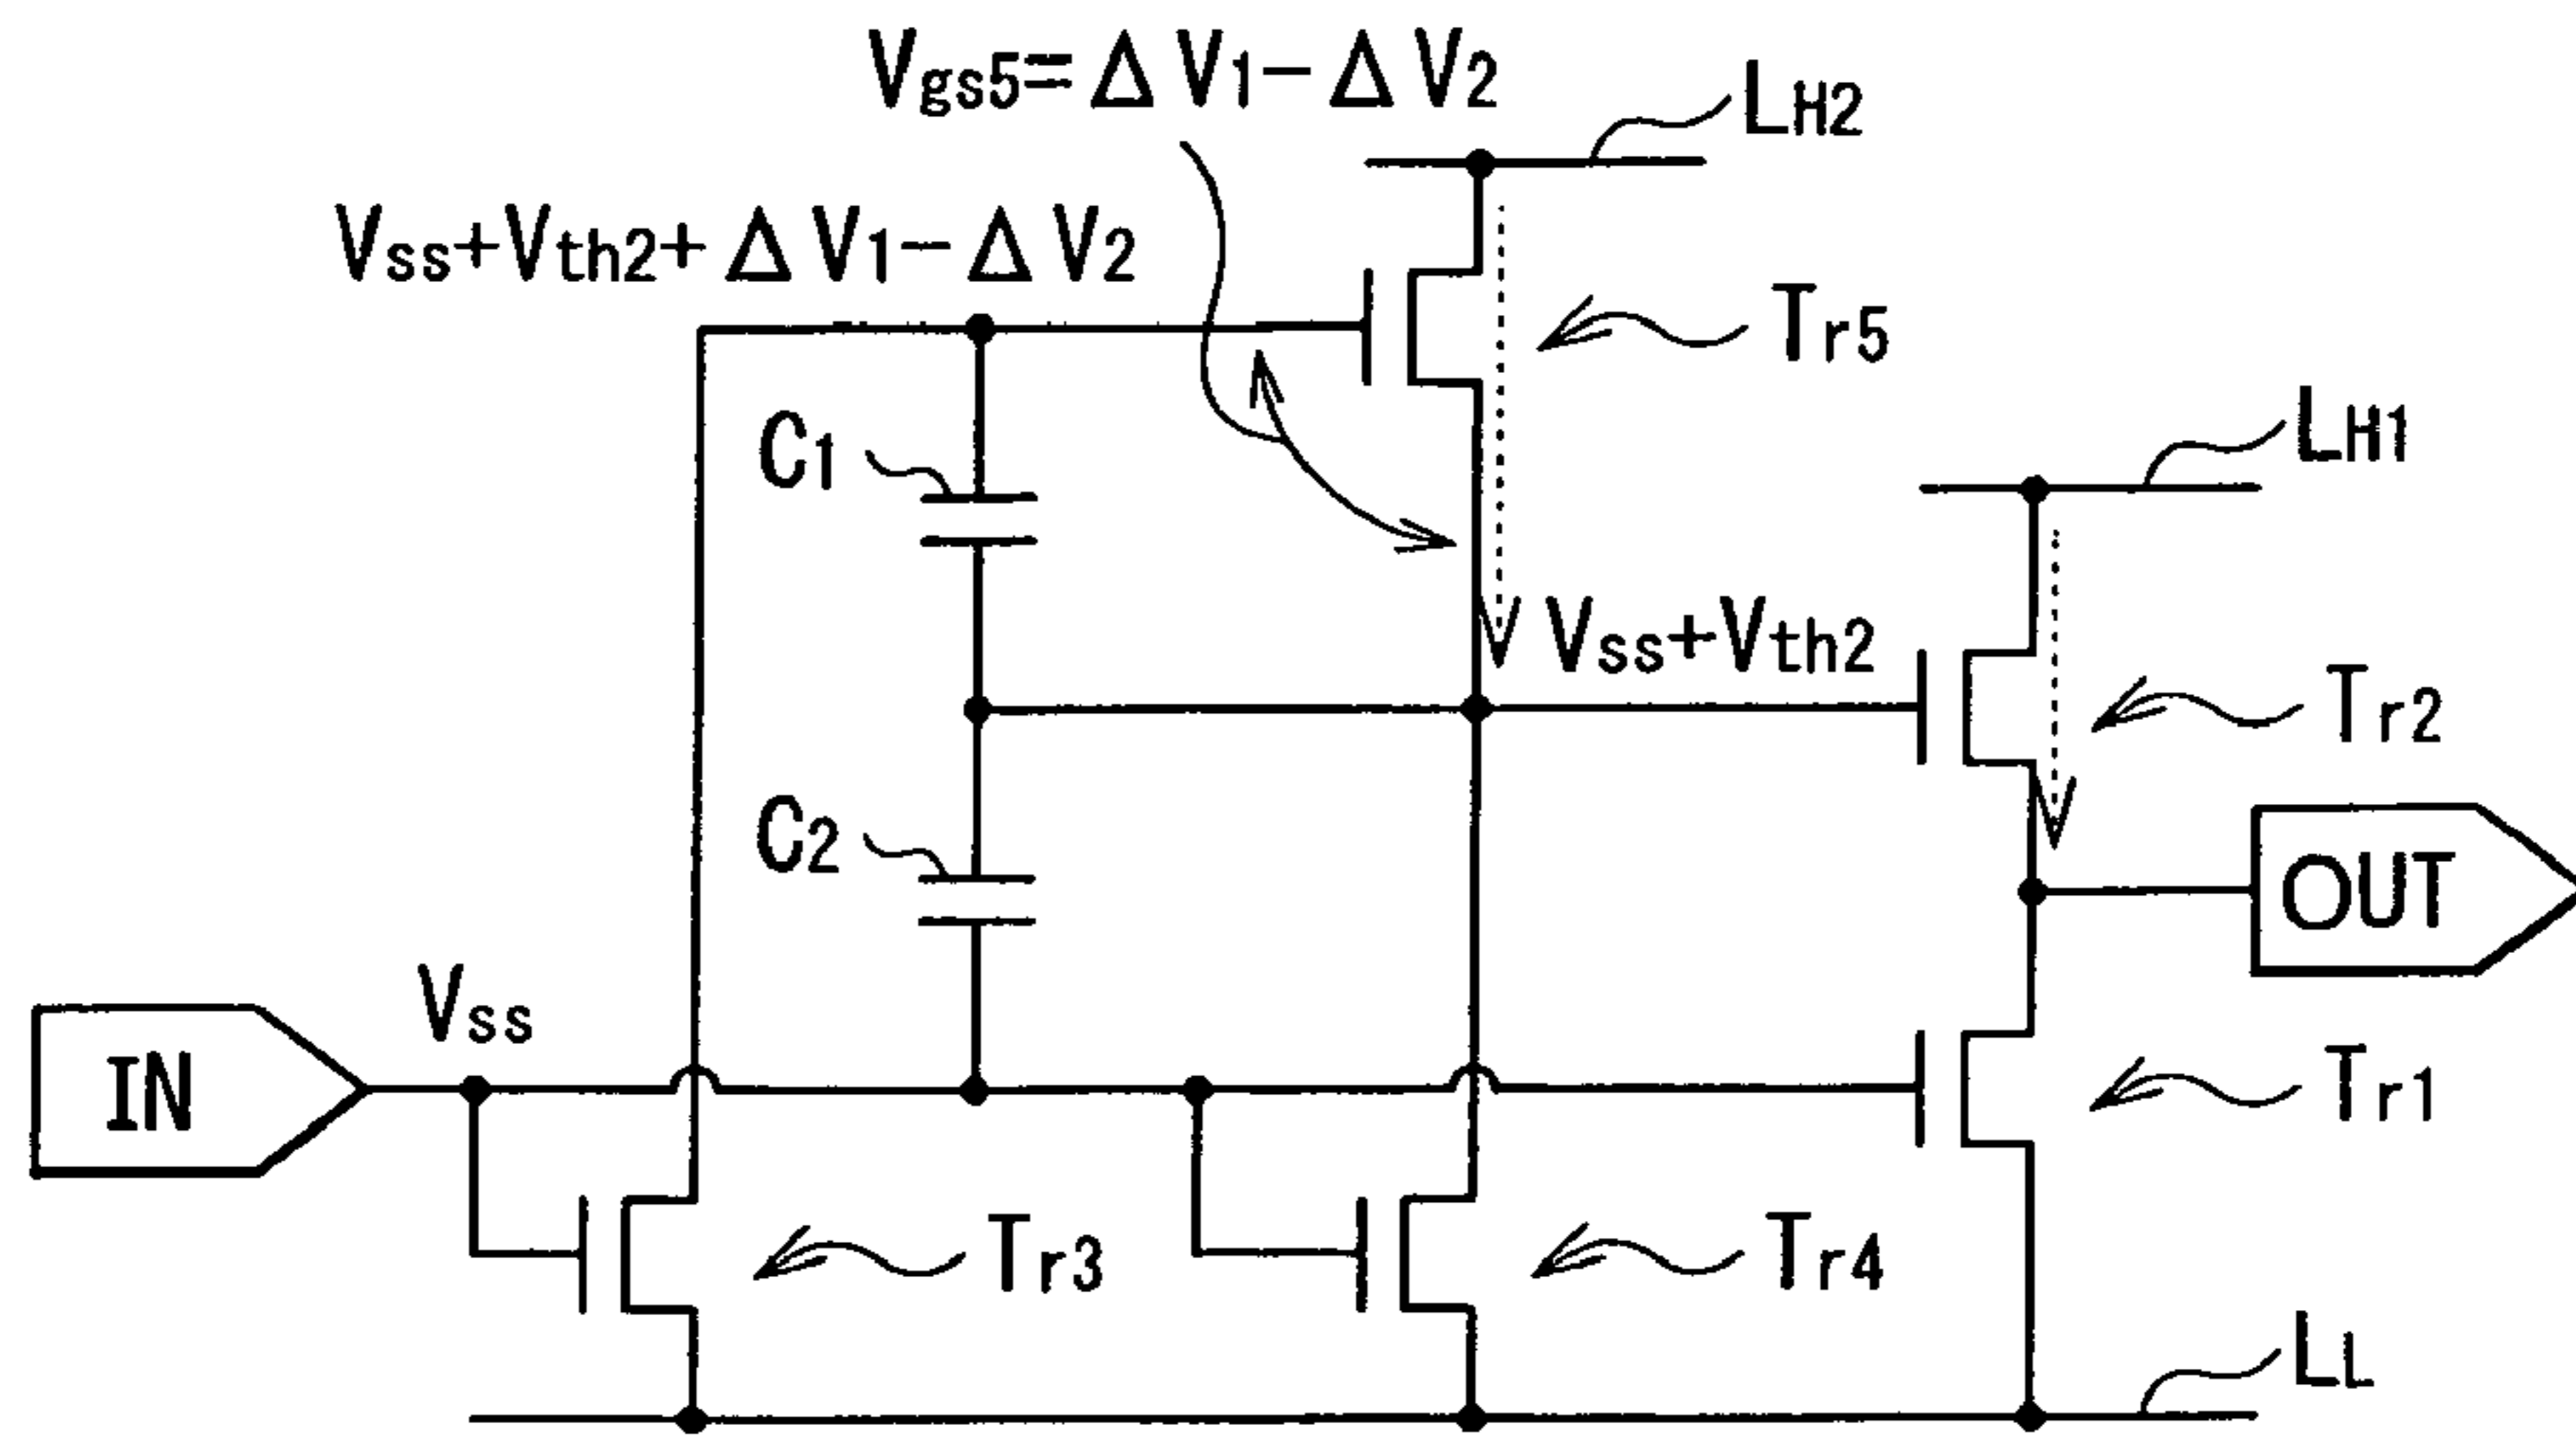 Vgs5=ΔV1−ΔV2
LH2
Vss+Vth2+ΔV1−ΔV2
Tr5
C1
LH1
Vss+Vth2
Tr2
C2
OUT
Vss
IN
Tr1
Tr3
Tr4
LL